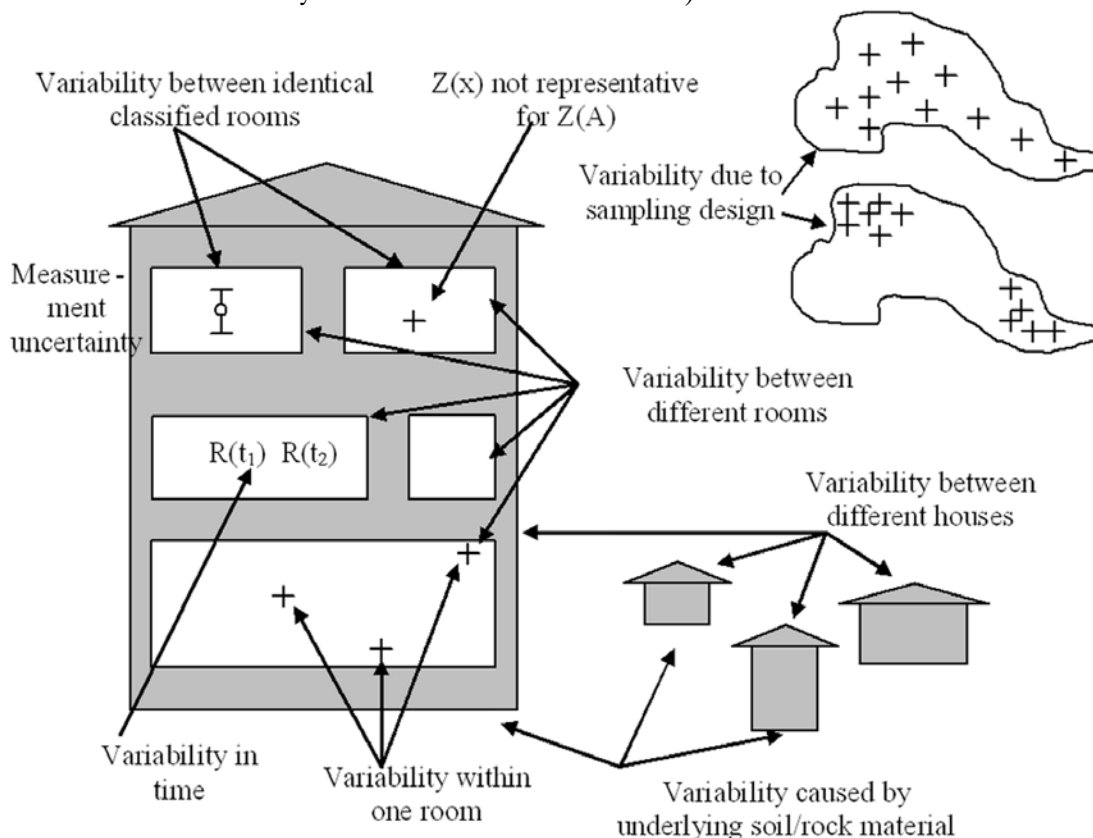 Variability between identical
classified rooms
Z(x) not representative
for Z(A)
Variability due to
sampling design
Measure -
ment
uncertainty
Variability between
different rooms
R(t₁) R(t₂)
Variability between
different houses
Variability in
time
Variability within
one room
Variability caused by
underlying soil/rock material